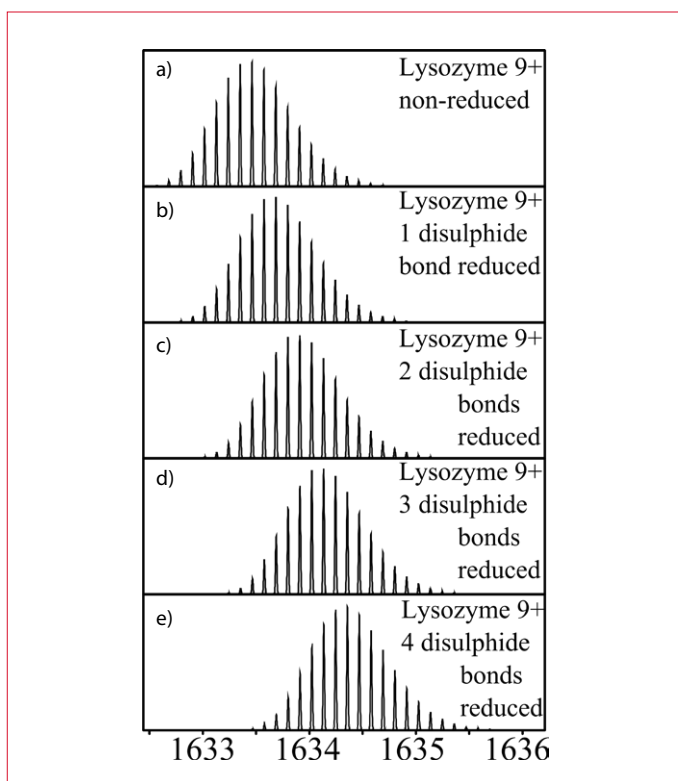 a)
Lysozyme 9+
non-reduced
b)
Lysozyme 9+
1 disulphide
bond reduced
c)
Lysozyme 9+
2 disulphide
bonds
reduced
d)
Lysozyme 9+
3 disulphide
bonds
reduced
e)
Lysozyme 9+
4 disulphide
bonds
reduced
1633 1634 1635 1636